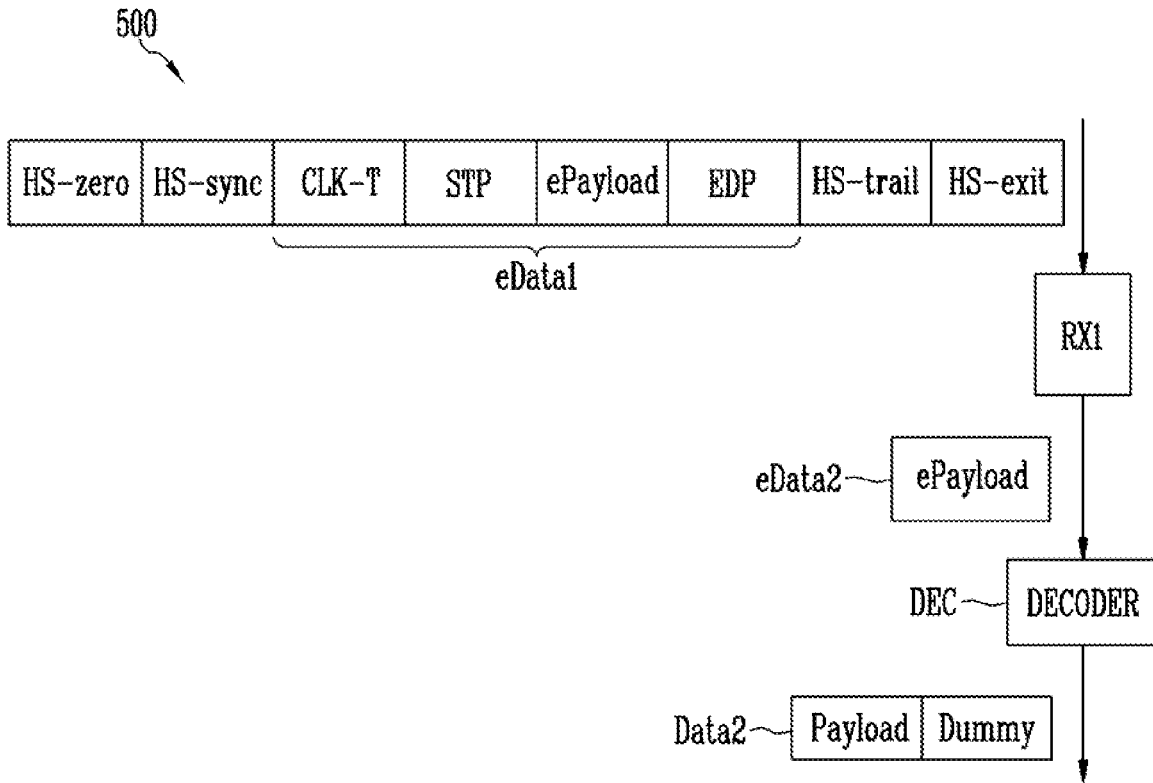 500
HS-zero HS-sync CLK-T STP ePayload EDP HS-trail HS-exit
eData1
RX1
eData2 ePayload
DEC DECODER
Data2 Payload Dummy